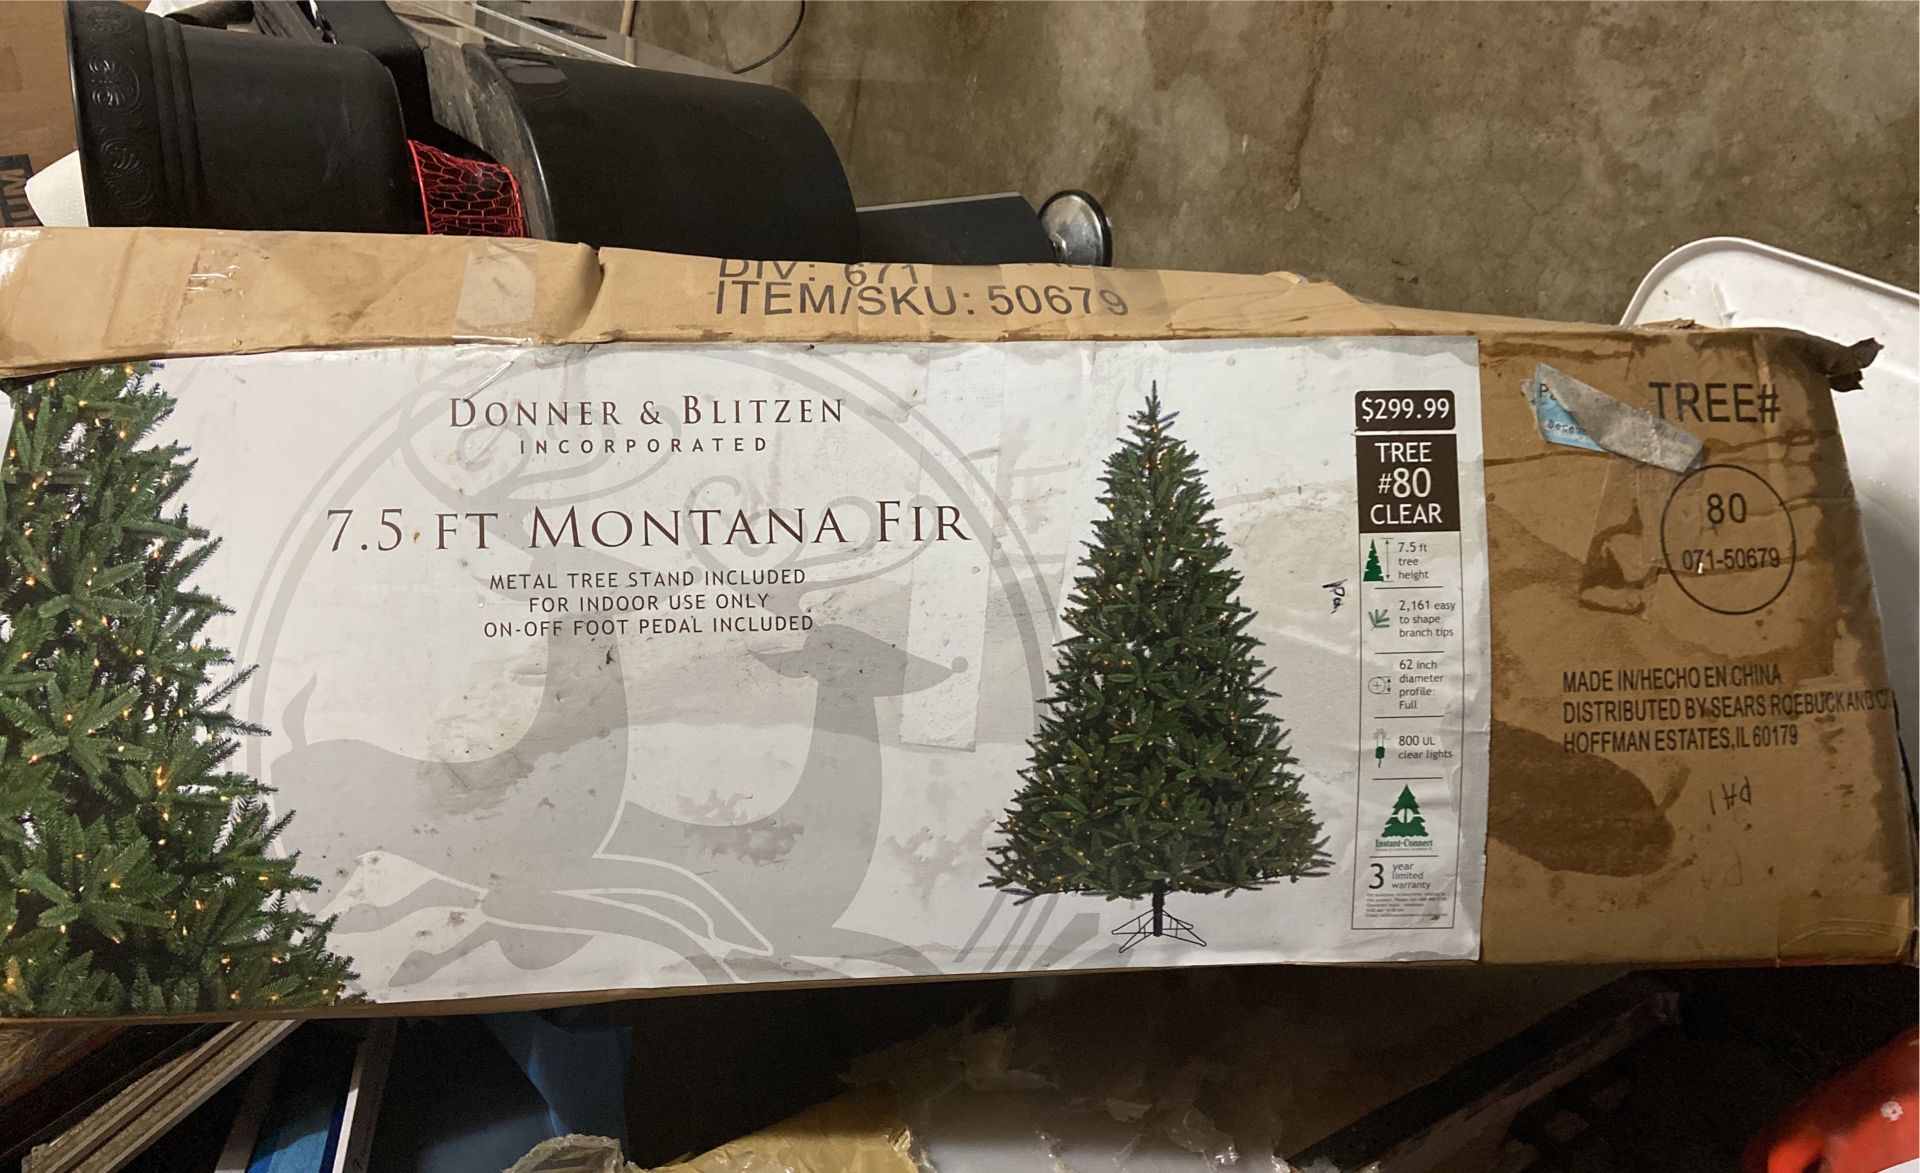 DIV: 671
ITEM/SKU: 50679
DONNER & BLITZEN
INCORPORATED
7.5 FT MONTANA FIR
METAL TREE STAND INCLUDED
FOR INDOOR USE ONLY
ON-OFF FOOT PEDAL INCLUDED
$299.99
TREE
#80
CLEAR
7.5 ft
tree
height
2,161 easy
to shape
branch tips
62 inch
diameter
profile:
Full
800 UL
clear lights
Instant-Connect
3 year
limited
warranty
TREE#
80
071-50679
MADE IN/HECHO EN CHINA
DISTRIBUTED BY SEARS ROEBUCK AND
HOFFMAN ESTATES, IL 60179